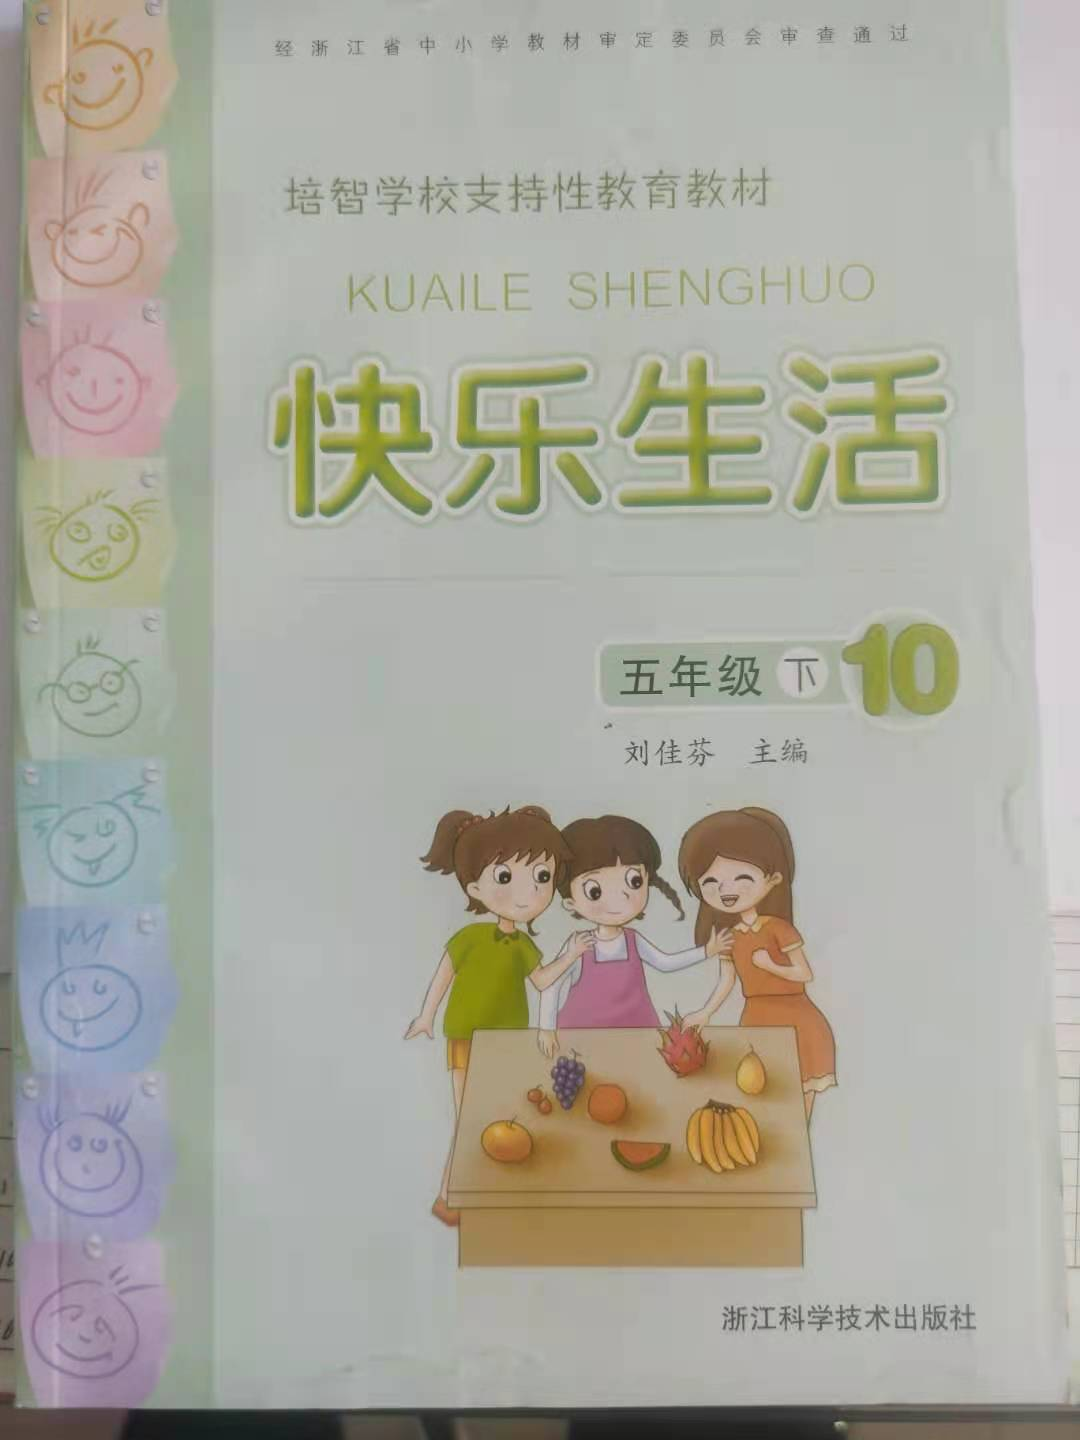 经浙江省中小学教材审定委员会审查通过
培智学校支持性教育教材
KUAILE SHENGHUO
快乐生活
五年级 下 10
刘佳芬 主编
浙江科学技术出版社